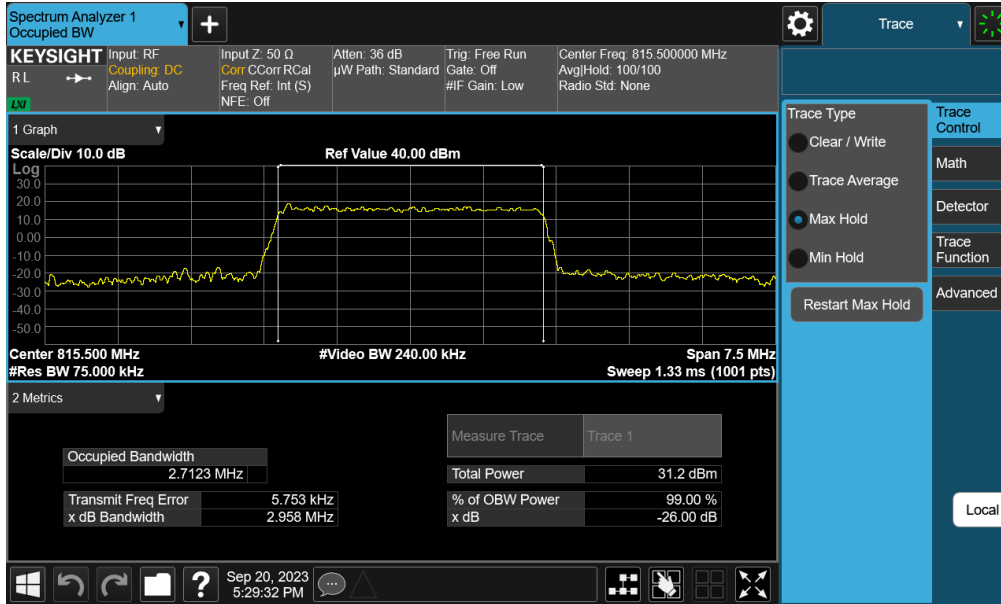 Spectrum Analyzer 1
Occupied BW
+
Trace
KEYSIGHT
RL
LXI
Input: RF
Coupling: DC
Align: Auto
Input Z: 50 Ω
Corr CCorr RCal
Freq Ref: Int (S)
NFE: Off
Atten: 36 dB
µW Path: Standard
Trig: Free Run
Gate: Off
#IF Gain: Low
Center Freq: 815.500000 MHz
Avg|Hold: 100/100
Radio Std: None
1 Graph
Scale/Div 10.0 dB
Ref Value 40.00 dBm
Log
30.0
20.0
10.0
0.00
-10.0
-20.0
-30.0
-40.0
-50.0
Center 815.500 MHz
#Video BW 240.00 kHz
Span 7.5 MHz
#Res BW 75.000 kHz
Sweep 1.33 ms (1001 pts)
2 Metrics
Measure Trace
Trace 1
Occupied Bandwidth
2.7123 MHz
Total Power
31.2 dBm
Transmit Freq Error
5.753 kHz
% of OBW Power
99.00 %
x dB Bandwidth
2.958 MHz
x dB
-26.00 dB
Trace Type
Clear / Write
Trace Average
Max Hold
Min Hold
Restart Max Hold
Trace
Control
Math
Detector
Trace
Function
Advanced
Local
?
Sep 20, 2023
5:29:32 PM